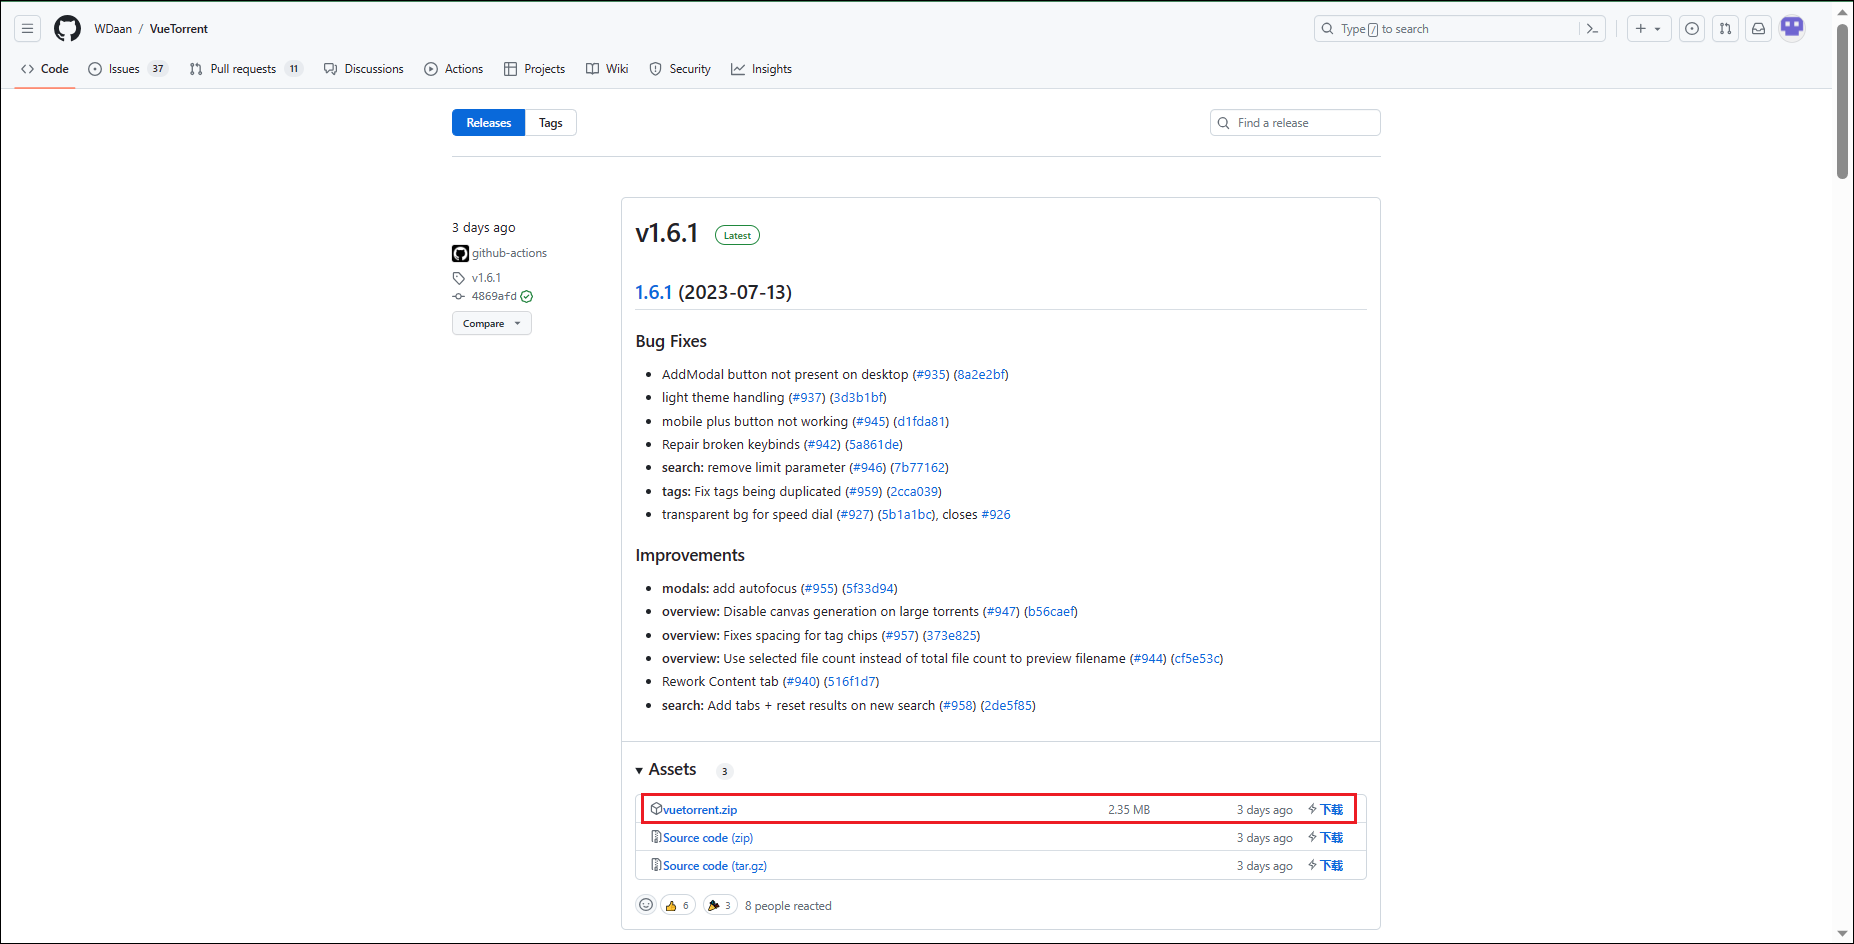 WDaan / VueTorrent
Type / to search
Code
Issues 37
Pull requests 11
Discussions
Actions
Projects
Wiki
Security
Insights
Releases
Tags
Find a release
3 days ago
github-actions
v1.6.1
4869afd
Compare
v1.6.1 Latest
1.6.1 (2023-07-13)
Bug Fixes
AddModal button not present on desktop (#935) (8a2e2bf)
light theme handling (#937) (3d3b1bf)
mobile plus button not working (#945) (d1fda81)
Repair broken keybinds (#942) (5a861de)
search: remove limit parameter (#946) (7b77162)
tags: Fix tags being duplicated (#959) (2cca039)
transparent bg for speed dial (#927) (5b1a1bc), closes #926
Improvements
modals: add autofocus (#955) (5f33d94)
overview: Disable canvas generation on large torrents (#947) (b56caef)
overview: Fixes spacing for tag chips (#957) (373e825)
overview: Use selected file count instead of total file count to preview filename (#944) (cf5e53c)
Rework Content tab (#940) (516f1d7)
search: Add tabs + reset results on new search (#958) (2de5f85)
Assets 3
vuetorrent.zip 2.35 MB 3 days ago 下载
Source code (zip) 3 days ago 下载
Source code (tar.gz) 3 days ago 下载
6 3 8 people reacted